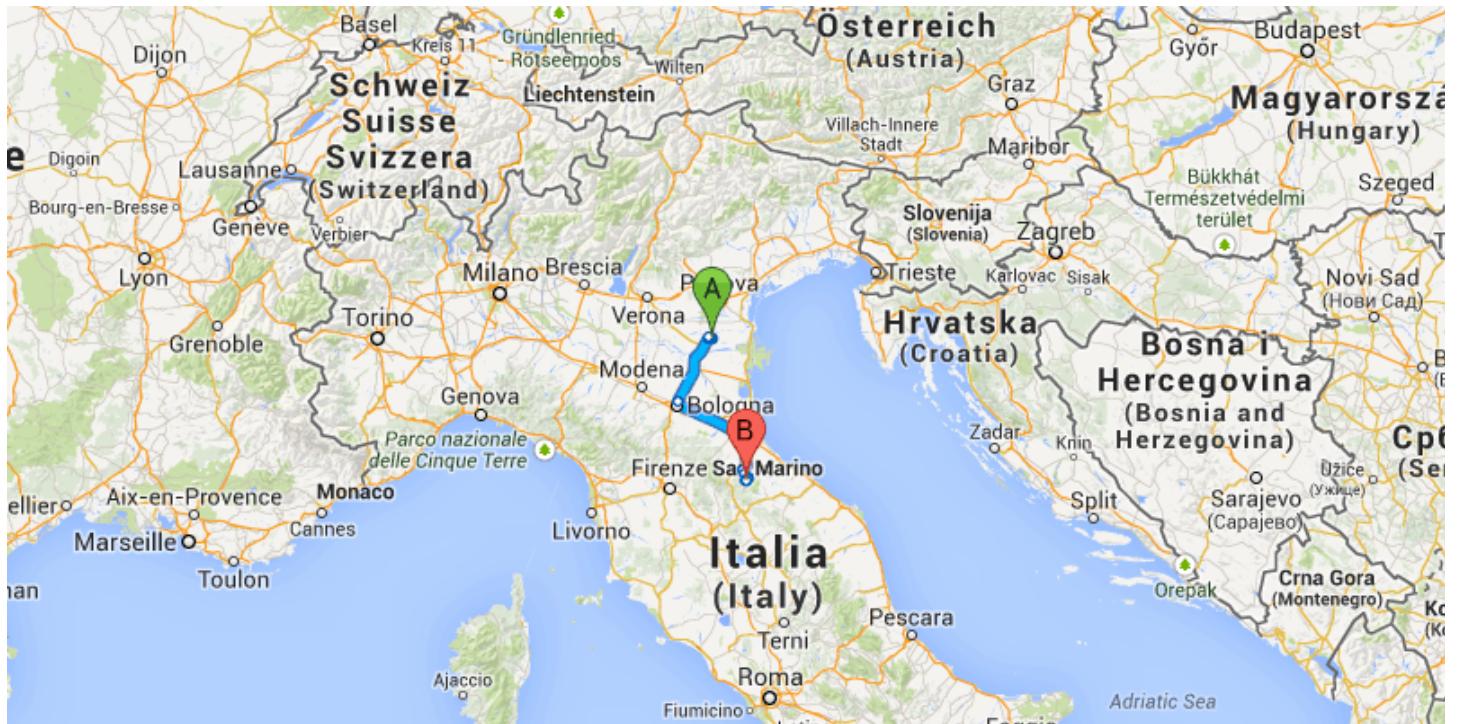 Basel
Kreis 11
Gründlenried
- Rötseemoos
Wilten
Österreich
(Austria)
Győr
Budapest
Dijon
Schweiz
Suisse
Svizzera
(Switzerland)
Liechtenstein
Graz
Magyarorszá
(Hungary)
Villach-Innere
Stadt
Maribor
e
Digoin
Lausanne
Bükkhát
Természetvédelmi
terület
Szeged
Bourg-en-Bresse
Genève
Verbier
Slovenija
(Slovenia)
Zagreb
Lyon
Milano
Brescia
A
Trieste
Karlovac
Sisak
Novi Sad
(Нови Сад)
Torino
Verona
Grenoble
Hrvatska
(Croatia)
Bosna i
Hercegovina
(Bosnia and
Herzegovina)
Modena
Genova
Bologna
B
Parco nazionale
delle Cinque Terre
Zadar
Knin
Срб
(Ser
Firenze
Marino
Užice
(Ужице)
Aix-en-Provence
Monaco
Cannes
Livorno
Split
Sarajevo
(Сарајево)
ellier
Marseille
Toulon
Italia
(Italy)
Orepak
Crna Gora
(Montenegro)
man
Terni
Pescara
Ajaccio
Roma
Fiumicino
Adriatic Sea